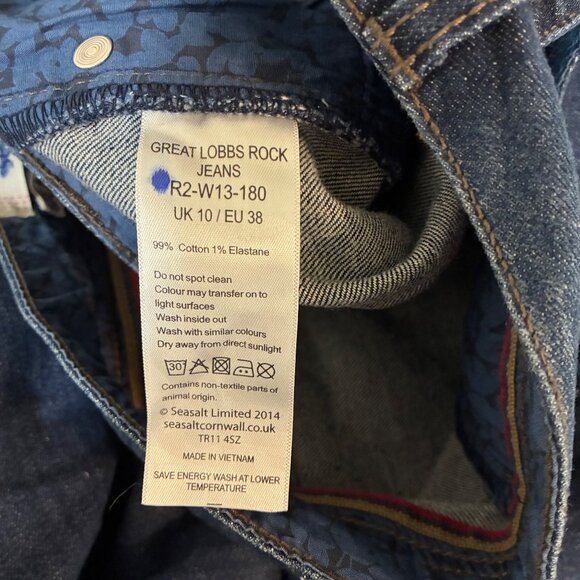 GREAT LOBBS ROCK
JEANS
R2-W13-180
UK 10 / EU 38
99% Cotton 1% Elastane
Do not spot clean
Colour may transfer on to
light surfaces
Wash inside out
Wash with similar colours
Dry away from direct sunlight
30
Contains non-textile parts of
animal origin.
© Seasalt Limited 2014
seasaltcornwall.co.uk
TR11 4SZ
MADE IN VIETNAM
SAVE ENERGY WASH AT LOWER
TEMPERATURE